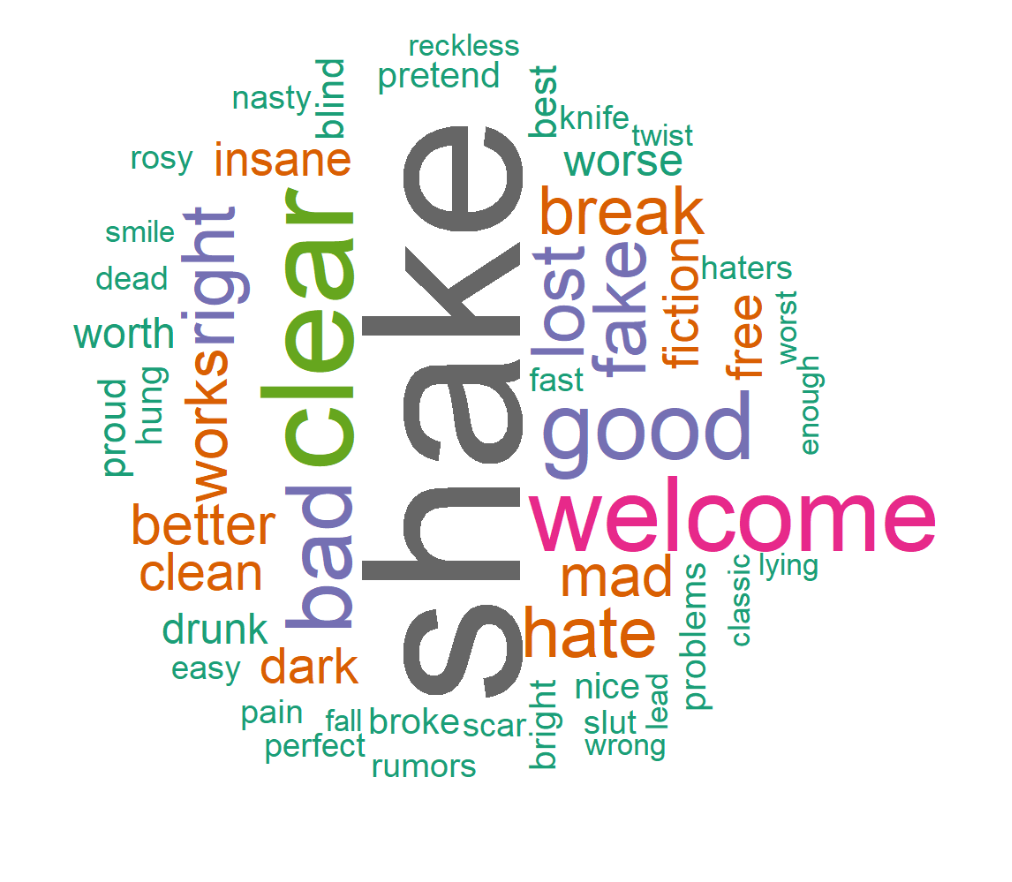 reckless
pretend
blind
nasty
best
knife
twist
rosy
insane
worse
shake
clear
break
right
smile
lost
fake
fiction
haters
dead
free
worst
worth
works
fast
enough
proud
hung
good
bad
welcome
better
clean
mad
problems
classic
lying
drunk
hate
easy
dark
nice
lead
bright
pain
fall
broke
scar
slut
perfect
wrong
rumors